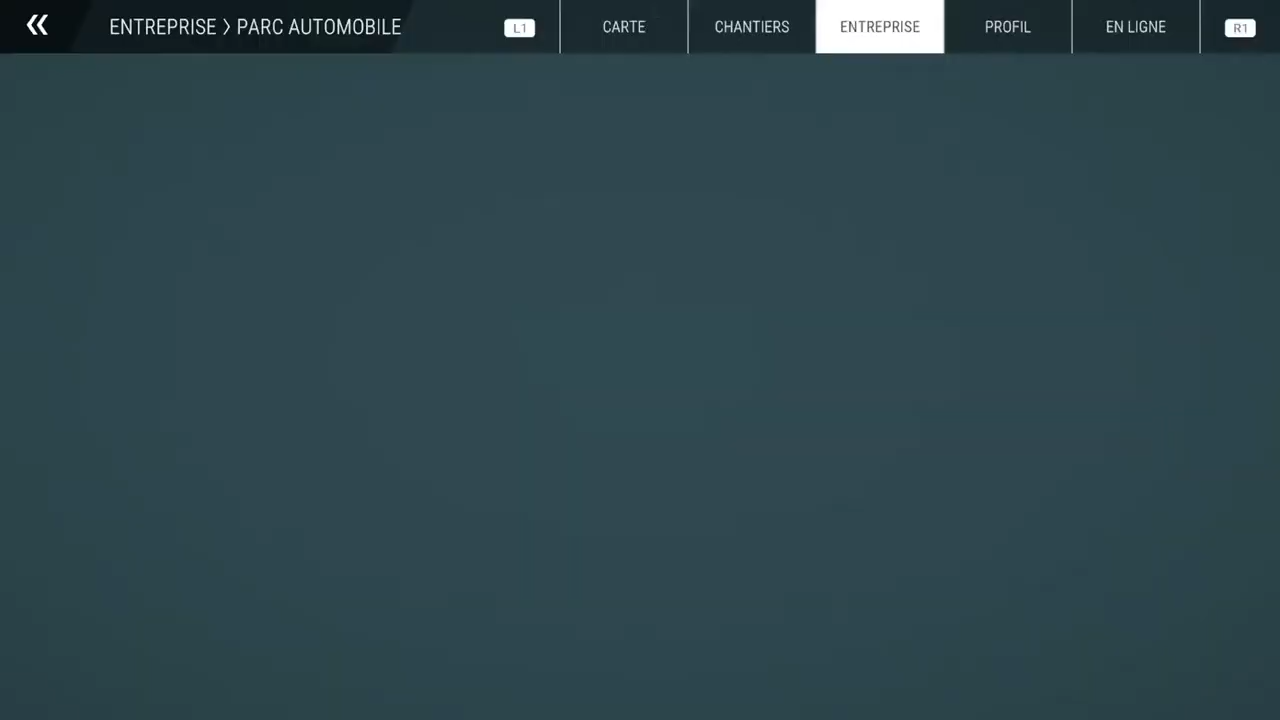 ENTREPRISE > PARC AUTOMOBILE
L1
CARTE
CHANTIERS
ENTREPRISE
PROFIL
EN LIGNE
R1